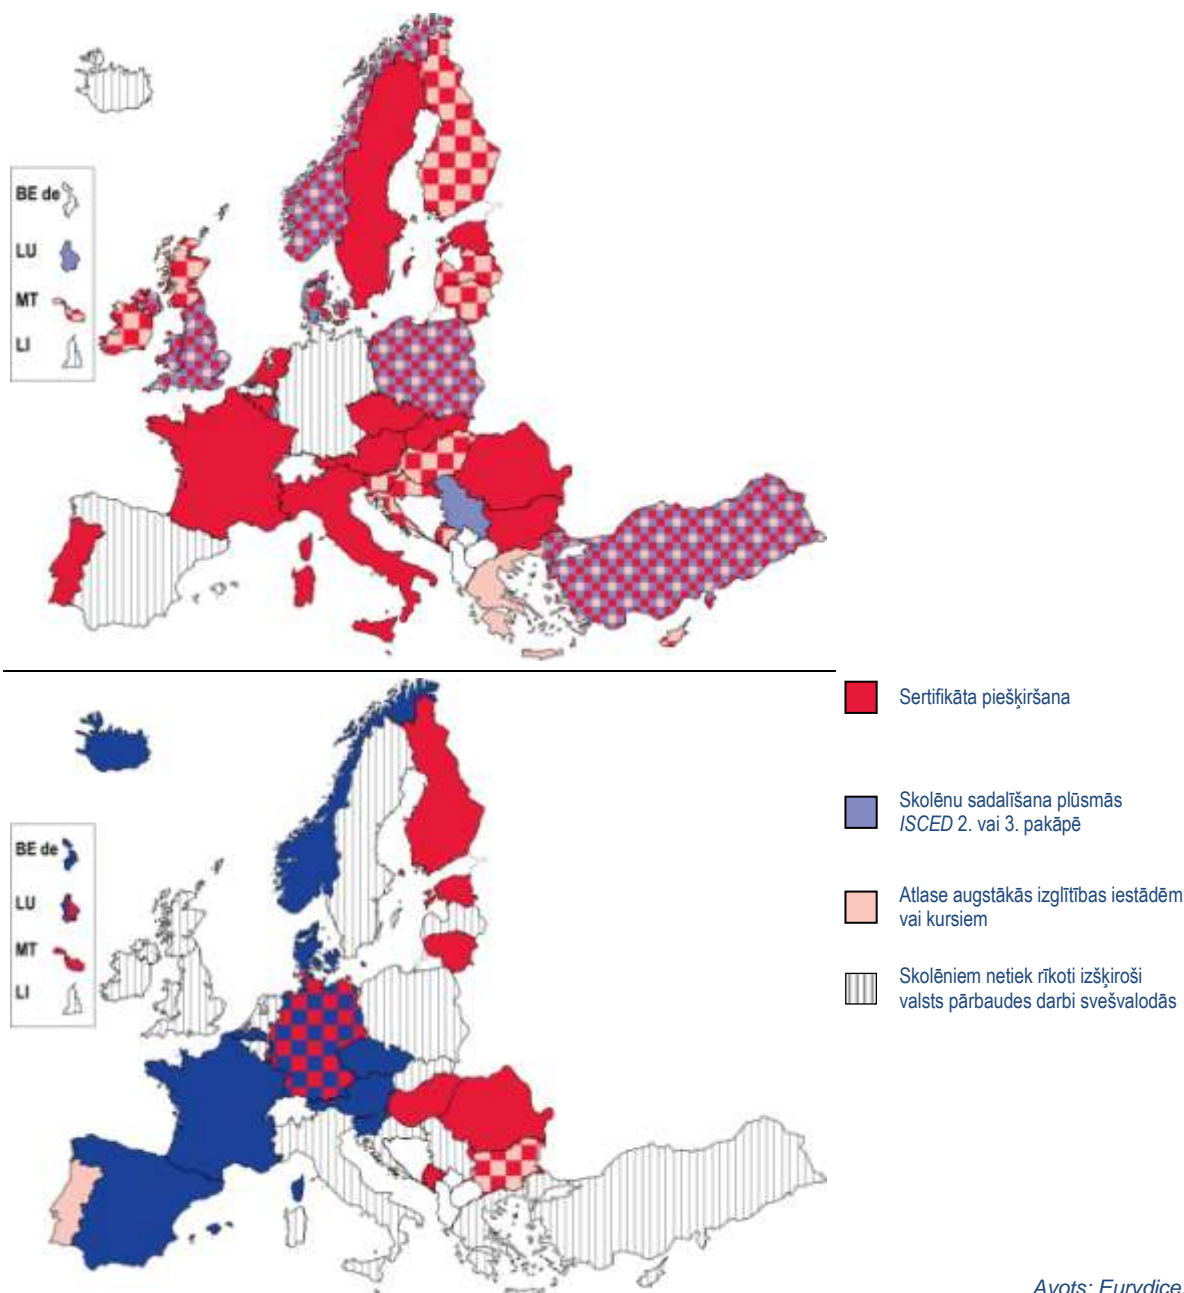 BE de
LU
MT
LI
Sertifikāta piešķiršana
Skolēnu sadalīšana plūsmās
ISCED 2. vai 3. pakāpē
Atlase augstākās izglītības iestādēm
vai kursiem
Skolēniem netiek rīkoti izšķiroši
valsts pārbaudes darbi svešvalodās
BE de
LU
MT
LI
Avots: Eurydice.